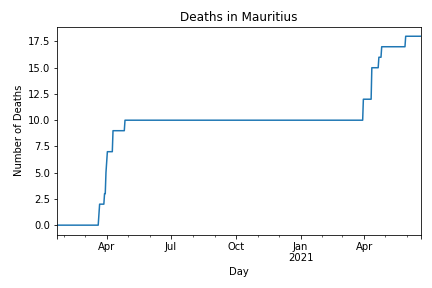 Deaths in Mauritius
Number of Deaths
17.5
15.0
12.5
10.0
7.5
5.0
2.5
0.0
Apr Jul Oct Jan Apr
2021
Day